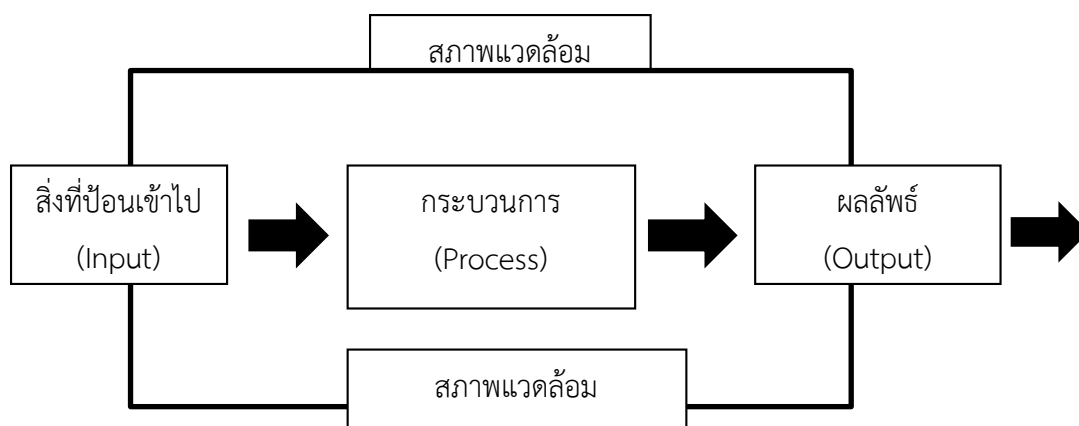 สภาพแวดล้อม
สิ่งที่ป้อนเข้าไป
(Input)
กระบวนการ
(Process)
ผลลัพธ์
(Output)
สภาพแวดล้อม